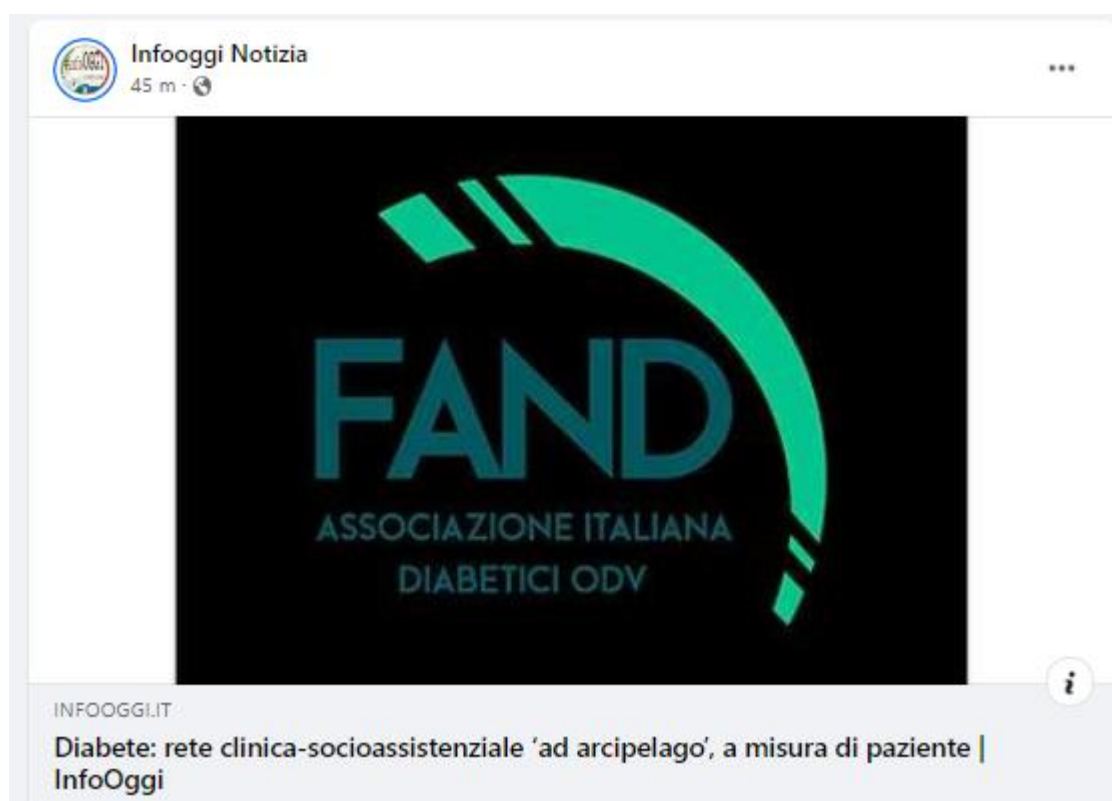 Infooggi Notizia
45 m ·
FAND
ASSOCIAZIONE ITALIANA
DIABETICI ODV
i
INFOOGGI.IT
Diabete: rete clinica-socioassistenziale ‘ad arcipelago’, a misura di paziente |
InfoOggi